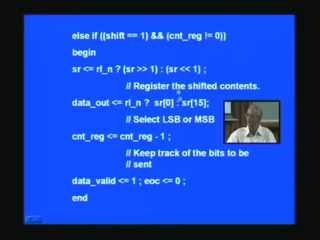 else if ((shift == 1) && (cnt_reg != 0))
begin
sr <= rl_n ? (sr >> 1) : (sr << 1) ;
// Register the shifted contents.
data_out <= rl_n ? sr[0] : sr[15];
// Select LSB or MSB
cnt_reg <= cnt_reg - 1 ;
// Keep track of the bits to be
// sent
data_valid <= 1 ; eoc <= 0 ;
end